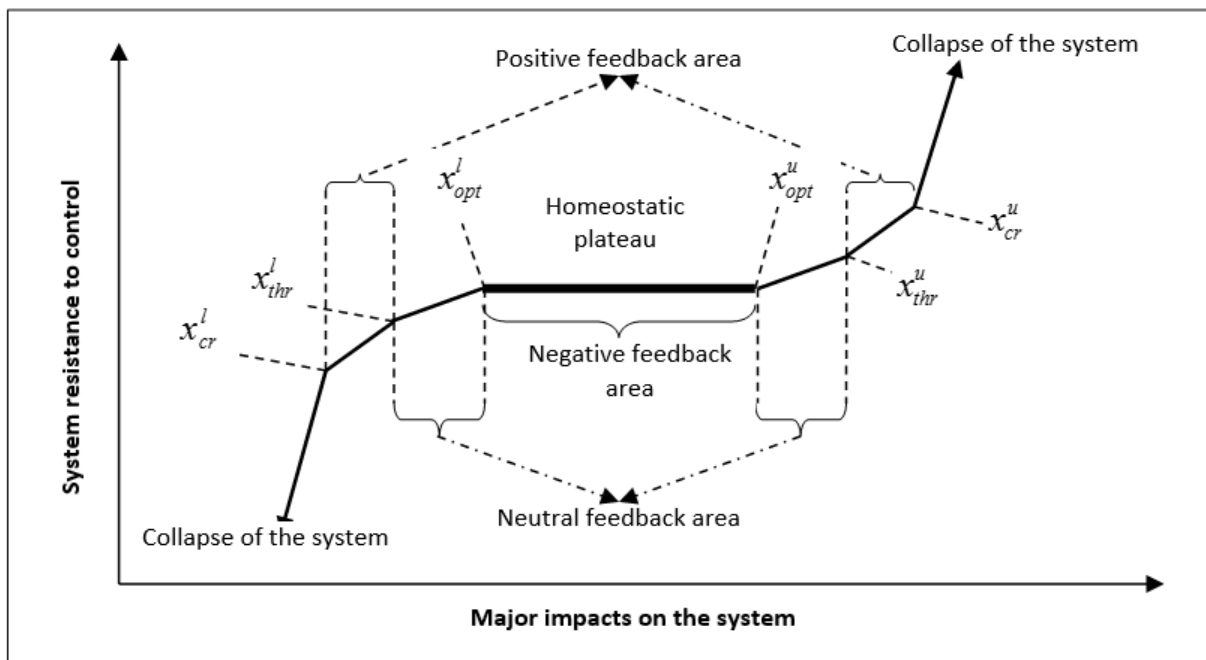 Collapse of the system
Positive feedback area
x^l_opt
x^u_opt
Homeostatic
plateau
x^u_cr
x^l_thr
x^u_thr
x^l_cr
Negative feedback
area
Neutral feedback area
Collapse of the system
System resistance to control
Major impacts on the system